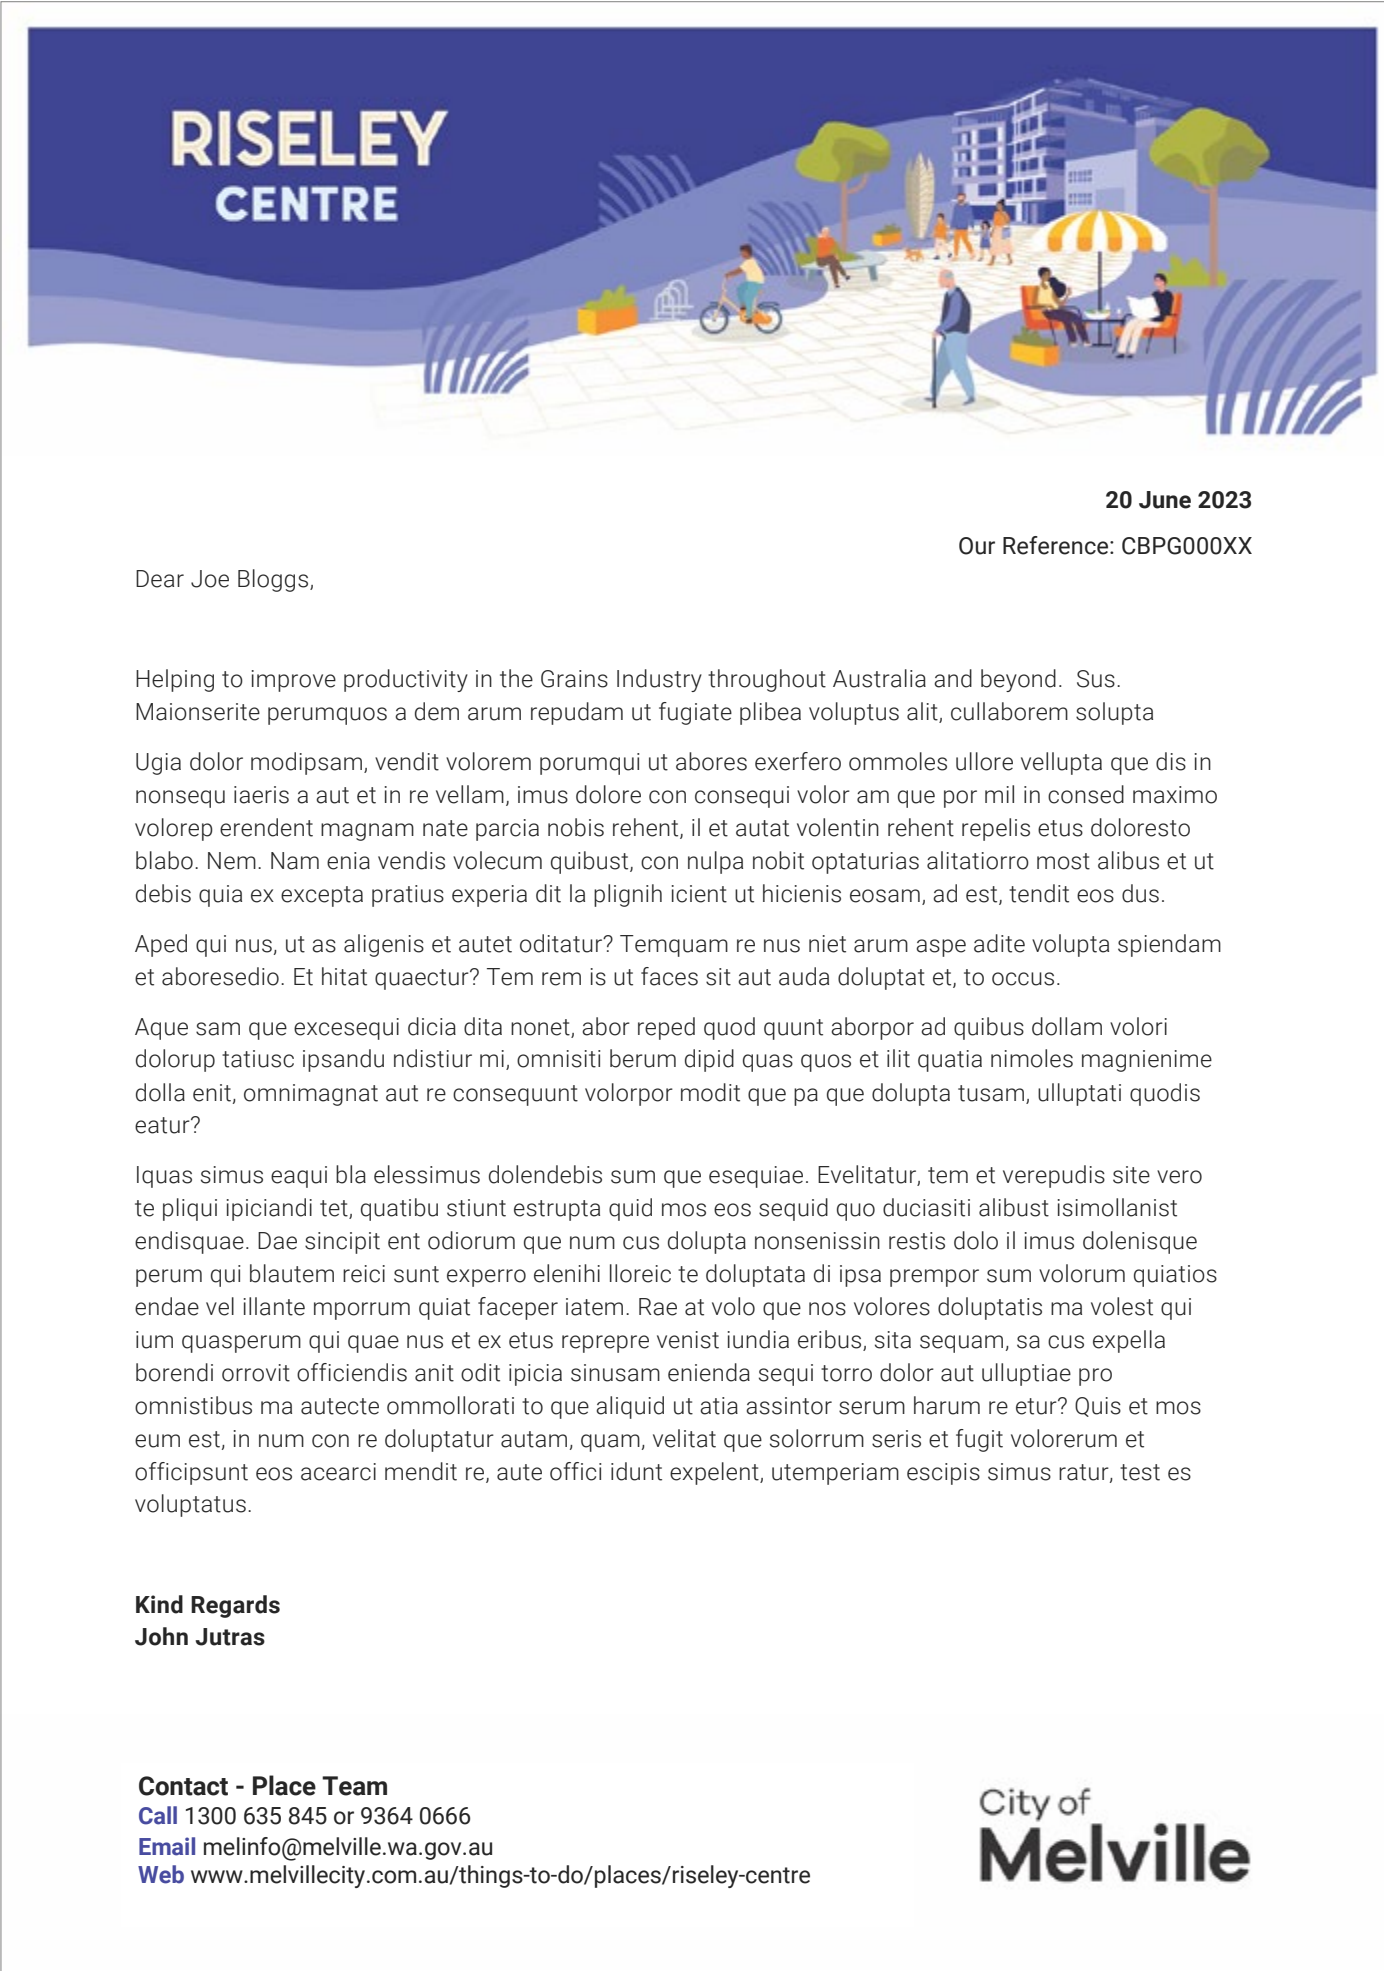 RISELEY
CENTRE
20 June 2023
Our Reference: CBPG000XX
Dear Joe Bloggs,
Helping to improve productivity in the Grains Industry throughout Australia and beyond.  Sus.
Maionserite perumquos a dem arum repudam ut fugiate plibea voluptus alit, cullaborem solupta
Ugia dolor modipsam, vendit volorem porumqui ut abores exerfero ommoles ullore vellupta que dis in
nonsequ iaeris a aut et in re vellam, imus dolore con consequi volor am que por mil in consed maximo
volorep erendent magnam nate parcia nobis rehent, il et autat volentin rehent repelis etus doloresto
blabo. Nem. Nam enia vendis volecum quibust, con nulpa nobit optaturias alitatiorro most alibus et ut
debis quia ex excepta pratius experia dit la plignih icient ut hicienis eosam, ad est, tendit eos dus.
Aped qui nus, ut as aligenis et autet oditatur? Temquam re nus niet arum aspe adite volupta spiendam
et aboresedio. Et hitat quaectur? Tem rem is ut faces sit aut auda doluptat et, to occus.
Aque sam que excesequi dicia dita nonet, abor reped quod quunt aborpor ad quibus dollam volori
dolorup tatiusc ipsandu ndistiur mi, omnisiti berum dipid quas quos et ilit quatia nimoles magnienime
dolla enit, omnimagnat aut re consequunt volorpor modit que pa que dolupta tusam, ulluptati quodis
eatur?
Iquas simus eaqui bla elessimus dolendebis sum que esequiae. Evelitatur, tem et verepudis site vero
te pliqui ipiciandi tet, quatibu stiunt estrupta quid mos eos sequid quo duciasiti alibust isimollanist
endisquae. Dae sincipit ent odiorum que num cus dolupta nonsenissin restis dolo il imus dolenisque
perum qui blautem reici sunt experro elenihi lloreic te doluptata di ipsa prempor sum volorum quiatios
endae vel illante mporrum quiat faceper iatem. Rae at volo que nos volores doluptatis ma volest qui
ium quasperum qui quae nus et ex etus reprepre venist iundia eribus, sita sequam, sa cus expella
borendi orrovit officiendis anit odit ipicia sinusam enienda sequi torro dolor aut ulluptiae pro
omnistibus ma autecte ommollorati to que aliquid ut atia assintor serum harum re etur? Quis et mos
eum est, in num con re doluptatur autam, quam, velitat que solorrum seris et fugit volorerum et
officipsunt eos acearci mendit re, aute offici idunt expelent, utemperiam escipis simus ratur, test es
voluptatus.
Kind Regards
John Jutras
Contact - Place Team
Call 1300 635 845 or 9364 0666
Email melinfo@melville.wa.gov.au
Web www.melvillecity.com.au/things-to-do/places/riseley-centre
City of
Melville